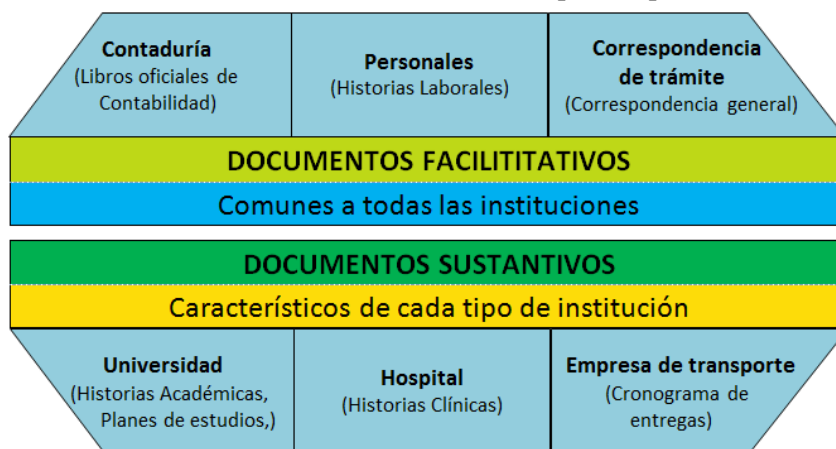 Contaduría
(Libros oficiales de
Contabilidad)
Personales
(Historias Laborales)
Correspondencia
de trámite
(Correspondencia general)
DOCUMENTOS FACILITITATIVOS
Comunes a todas las instituciones
DOCUMENTOS SUSTANTIVOS
Característicos de cada tipo de institución
Universidad
(Historias Académicas,
Planes de estudios,)
Hospital
(Historias Clínicas)
Empresa de transporte
(Cronograma de
entregas)